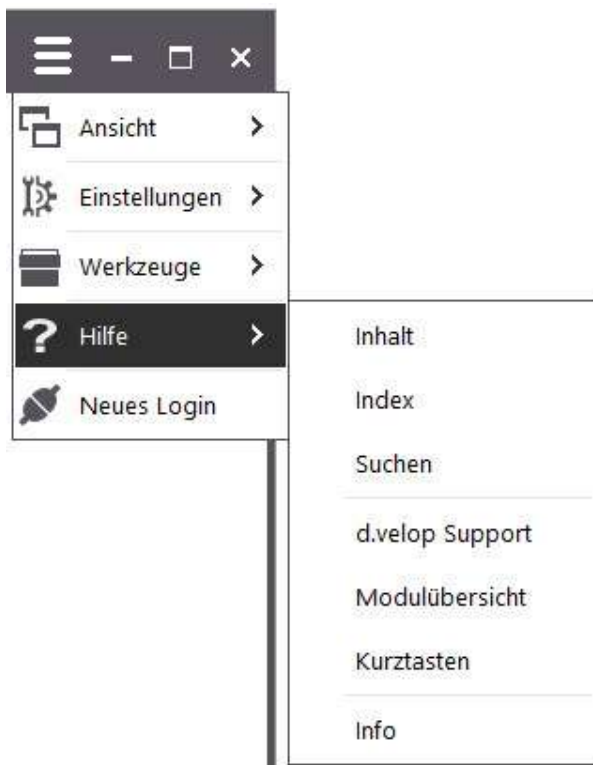 Ansicht
Einstellungen
Werkzeuge
Hilfe
Neues Login
Inhalt
Index
Suchen
d.velop Support
Modulübersicht
Kurztasten
Info